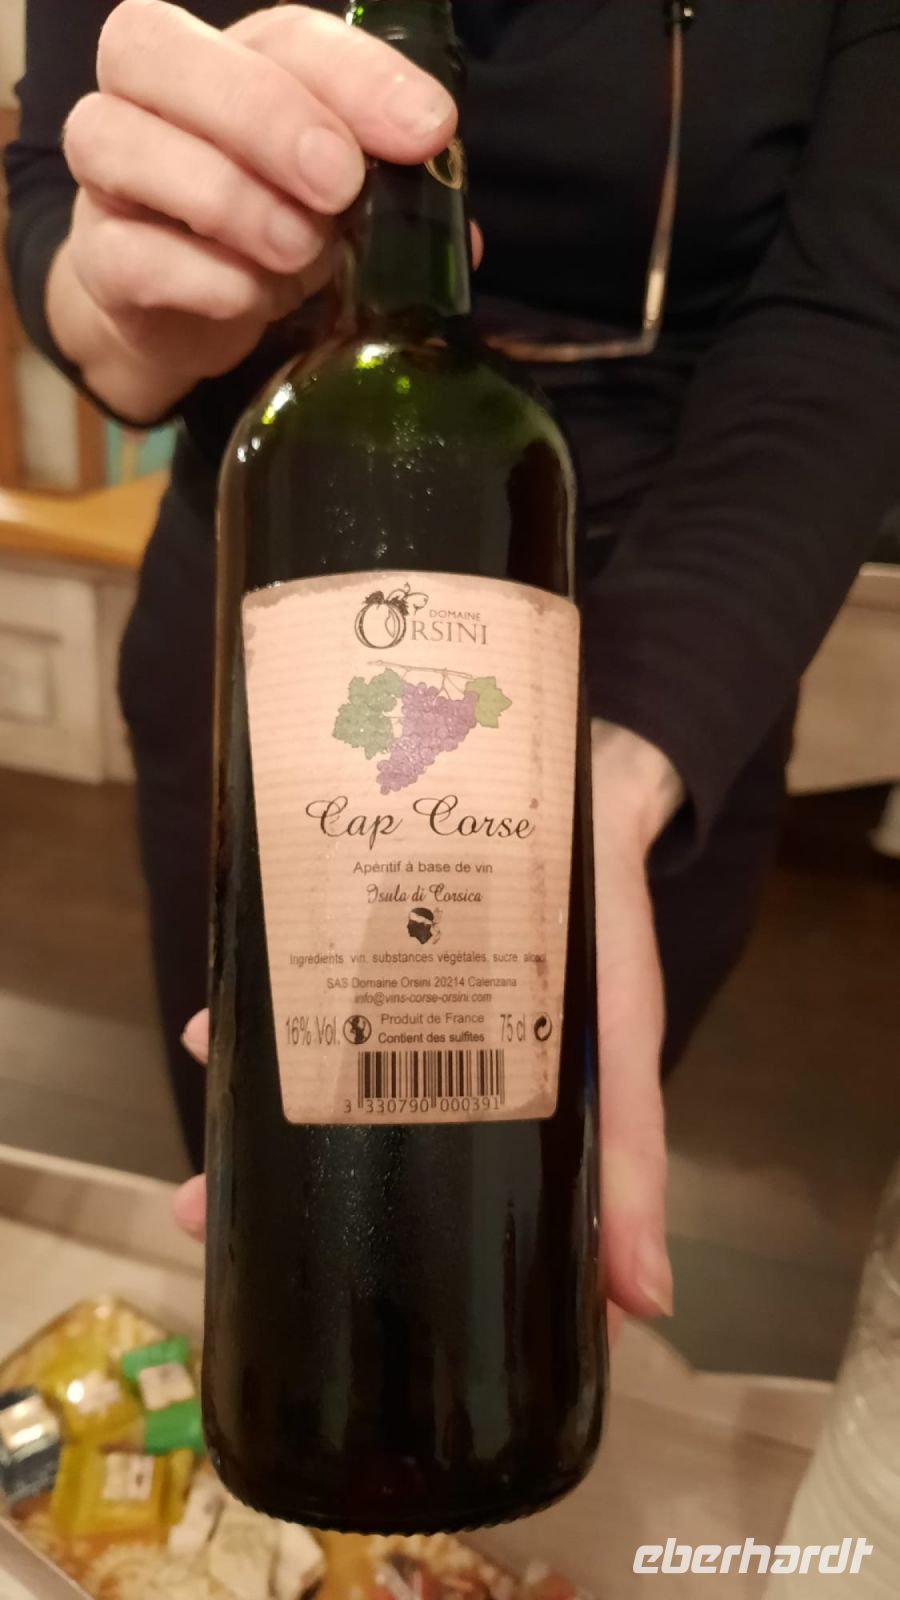 DOMAINE
ORSINI
Cap Corse
Apéritif à base de vin
Isula di Corsica
Ingrédients: vin, substances végétales, sucre, alcool
SAS Domaine Orsini 20214 Calenzana
info@vins-corse-orsini.com
16% Vol. Produit de France 75 cl
Contient des sulfites
3 330790 000391
eberhardt